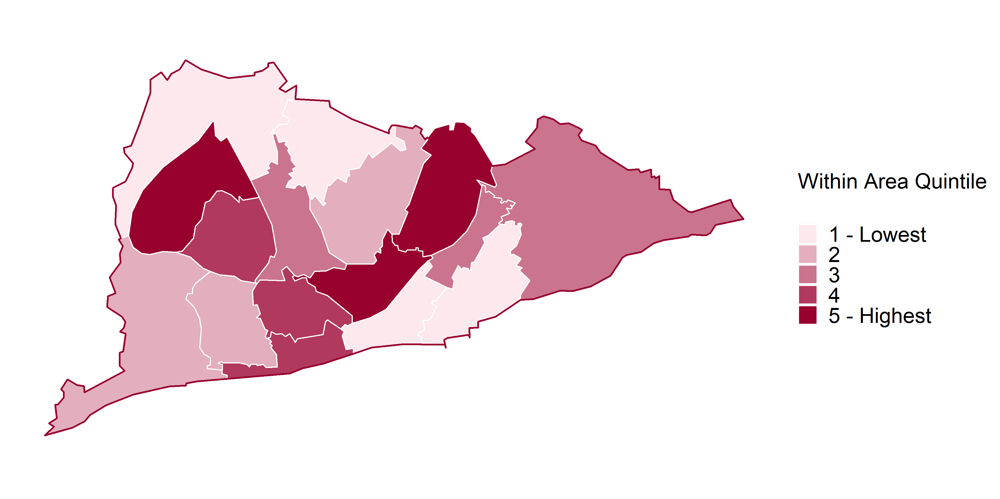 Within Area Quintile
1 - Lowest
2
3
4
5 - Highest